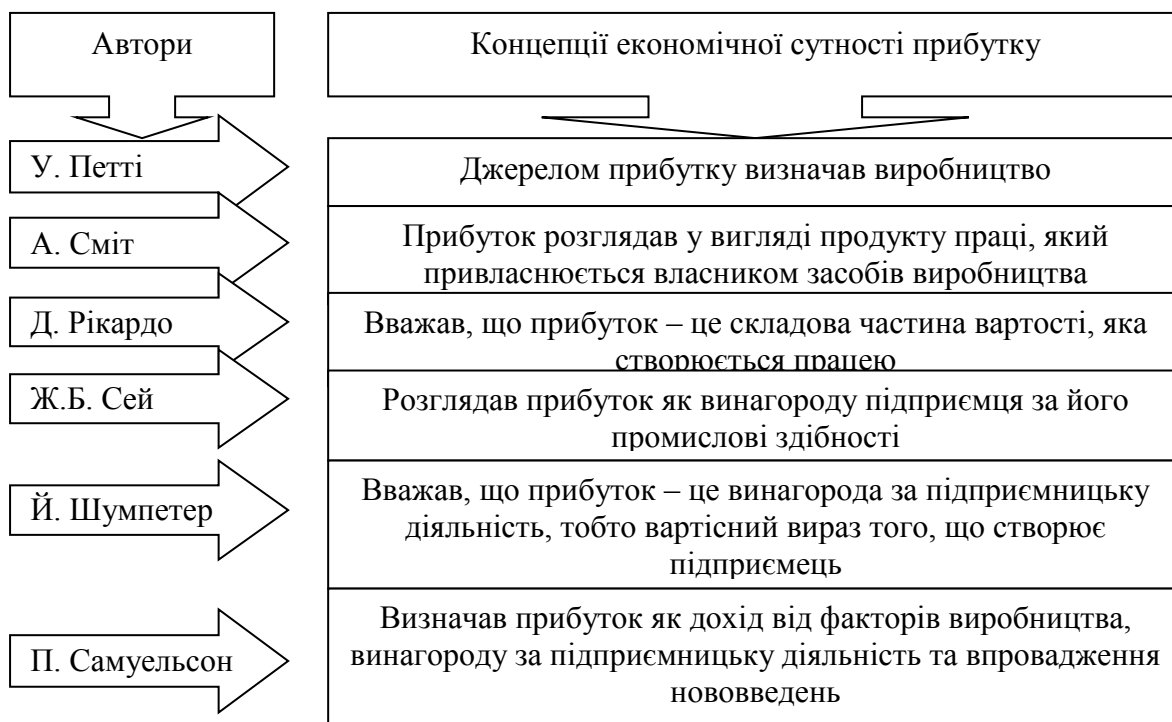 Автори
Концепції економічної сутності прибутку
У. Петті
Джерелом прибутку визначав виробництво
А. Сміт
Прибуток розглядав у вигляді продукту праці, який
привласнюється власником засобів виробництва
Д. Рікардо
Вважав, що прибуток – це складова частина вартості, яка
створюється працею
Ж.Б. Сей
Розглядав прибуток як винагороду підприємця за його
промислові здібності
Й. Шумпетер
Вважав, що прибуток – це винагорода за підприємницьку
діяльність, тобто вартісний вираз того, що створює
підприємець
П. Самуельсон
Визначав прибуток як дохід від факторів виробництва,
винагороду за підприємницьку діяльність та впровадження
нововведень